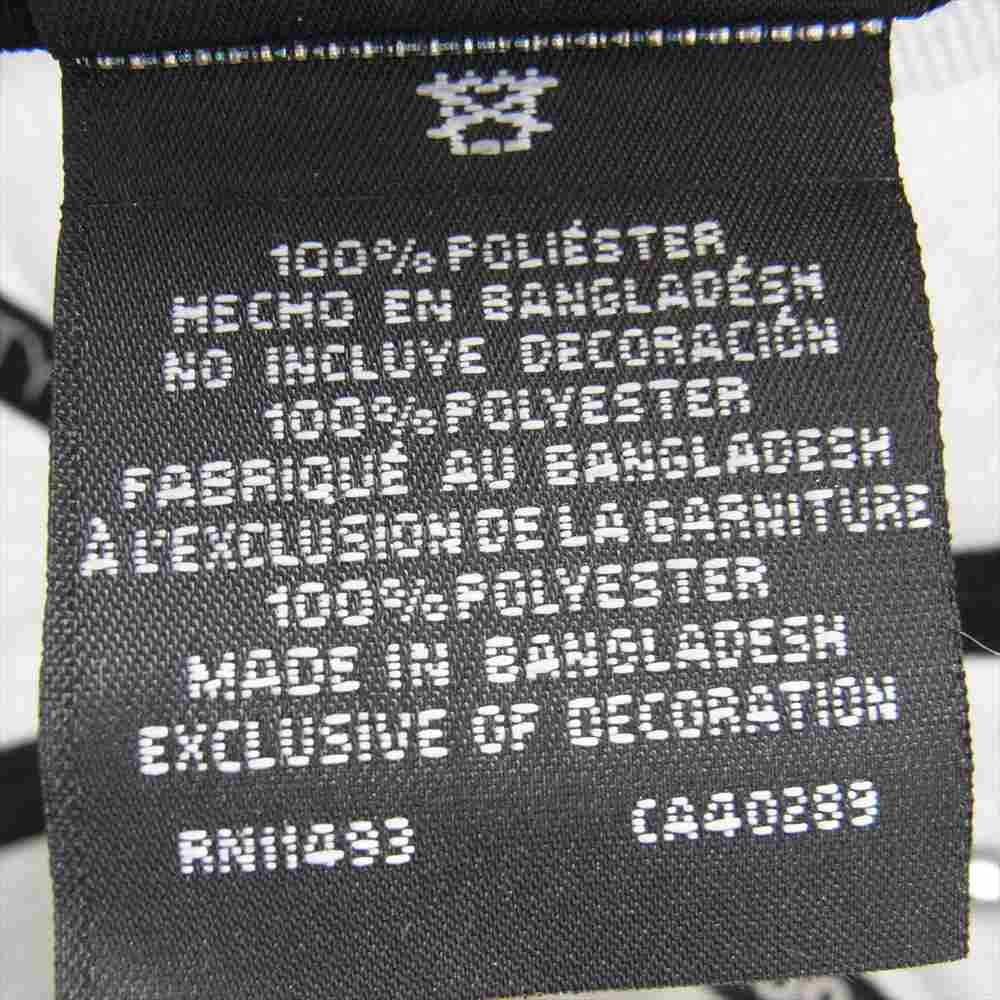 100% POLIÉSTER
HECHO EN BANGLADÉSH
NO INCLUYE DECORACIÓN
100% POLYESTER
FABRIQUÉ AU BANGLADESH
À L'EXCLUSION DE LA GARNITURE
100% POLYESTER
MADE IN BANGLADESH
EXCLUSIVE OF DECORATION
RN11483 CA40289